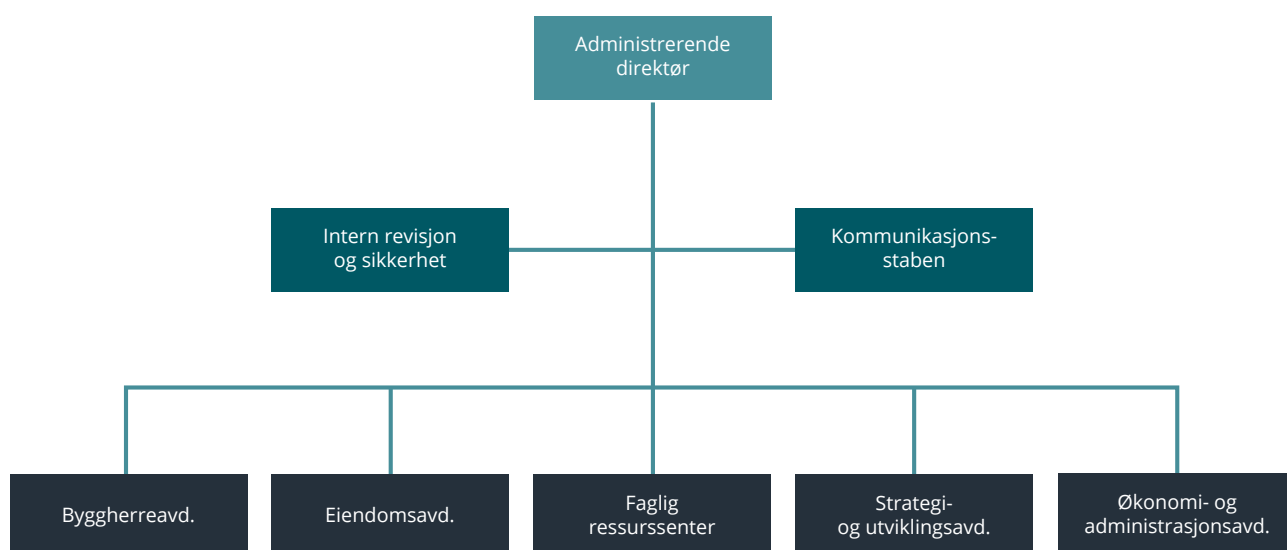 Administrerende
direktør
Intern revisjon
og sikkerhet
Kommunikasjons-
staben
Byggherreavd.
Eiendomsavd.
Faglig
ressurssenter
Strategi-
og utviklingsavd.
Økonomi- og
administrasjonsavd.